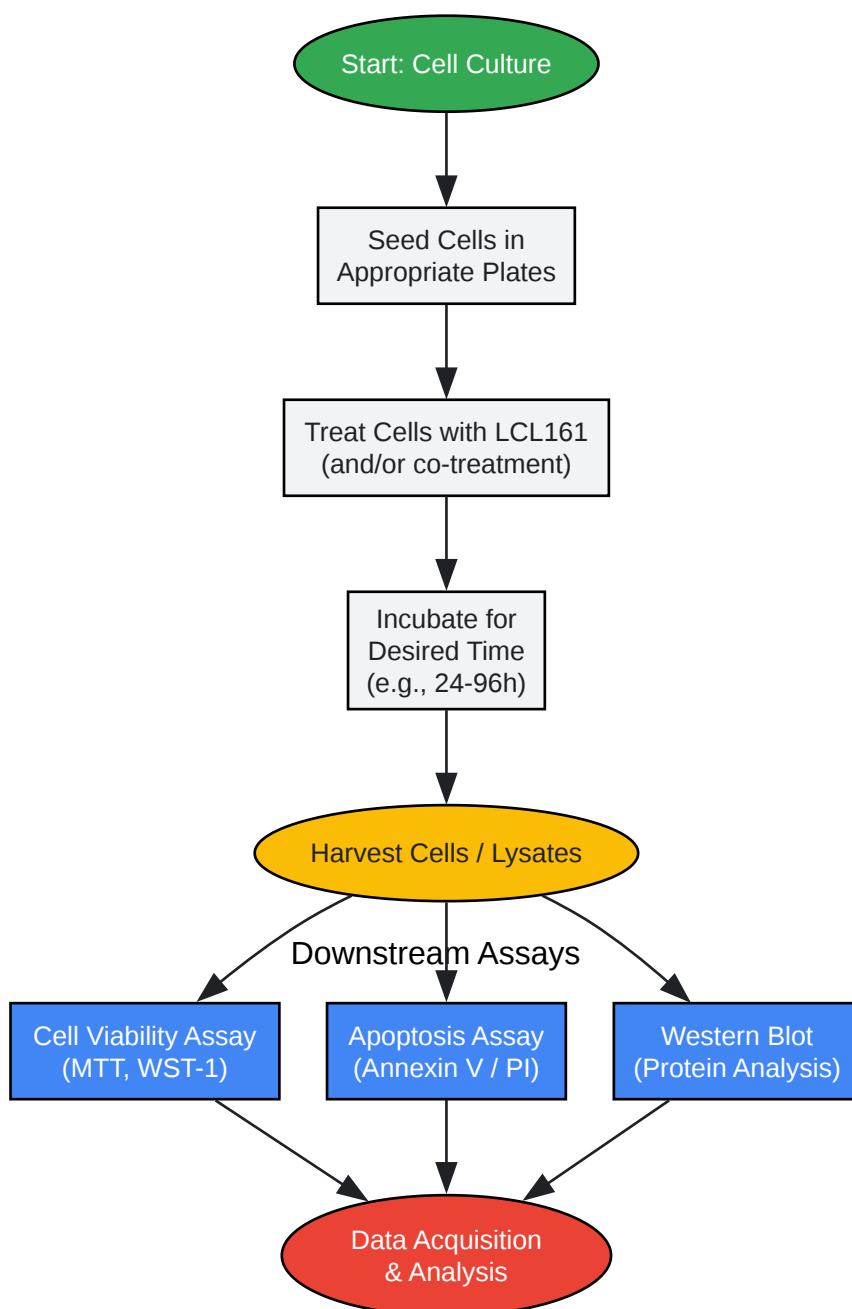 Start: Cell Culture
Seed Cells in
Appropriate Plates
Treat Cells with LCL161
(and/or co-treatment)
Incubate for
Desired Time
(e.g., 24-96h)
Harvest Cells / Lysates
Downstream Assays
Cell Viability Assay
(MTT, WST-1)
Apoptosis Assay
(Annexin V / PI)
Western Blot
(Protein Analysis)
Data Acquisition
& Analysis